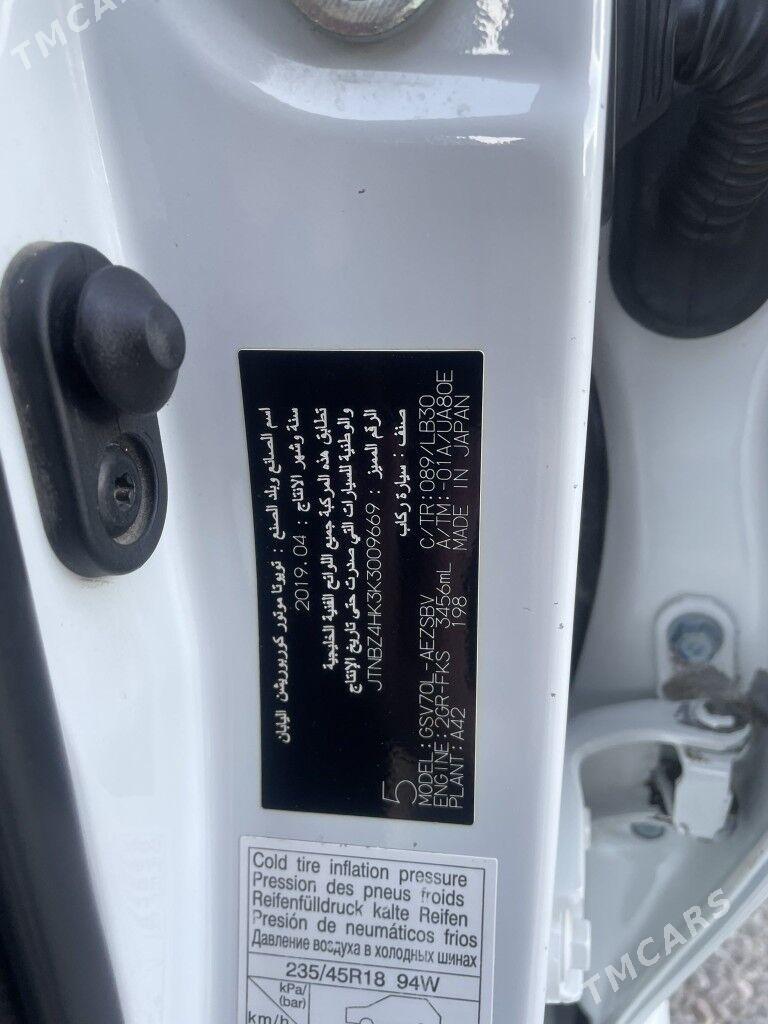 TMCARS
اسم الصانع وبلد الصنع : تويوتا موتور كوربوريشن اليابان
سنة وشهر الانتاج : 2019.04
تطابق هذه المركبة جميع اللوائح الفنية الخليجية
والوطنية للسيارات التي صدرت حتى تاريخ الإنتاج
الرقم المميز : JTNBZ4HK3K3009669
صنف : سيارة ركاب
5
MODEL:GSV70L-AEZSBV C/TR:089/LB30
ENGINE:2GR-FKS 3456mL A/TM:-01A/UA80E
PLANT:A42 198 MADE IN JAPAN
Cold tire inflation pressure
Pression des pneus froids
Reifenfülldruck kalte Reifen
Presión de neumáticos frios
Давление воздуха в холодных шинах
235/45R18 94W
kPa/
(bar)
km/h
TMCARS